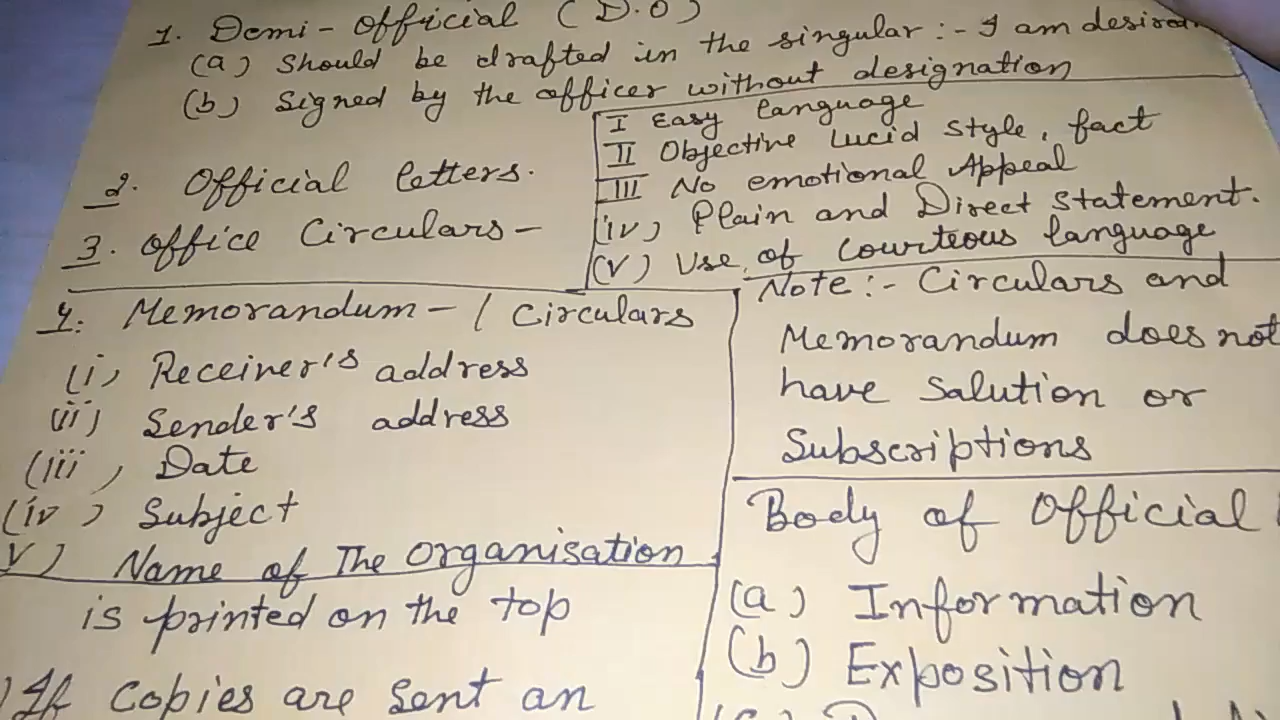 1. Demi-official (D.O)
(a) Should be drafted in the singular :- I am desired
(b) Signed by the officer without designation
I Easy language
II Objective Lucid style, fact
III No emotional Appeal
(iv) Plain and Direct statement.
(v) Use of courteous language
2. Official letters.
3. office Circulars -
4. Memorandum - / Circulars
(i) Receiver's address
(ii) Sender's address
(iii) Date
(iv) Subject
v) Name of The Organisation
is printed on the top
) If copies are sent an
Note :- Circulars and
Memorandum does not
have Salution or
Subscriptions
Body of Official
(a) Information
(b) Exposition